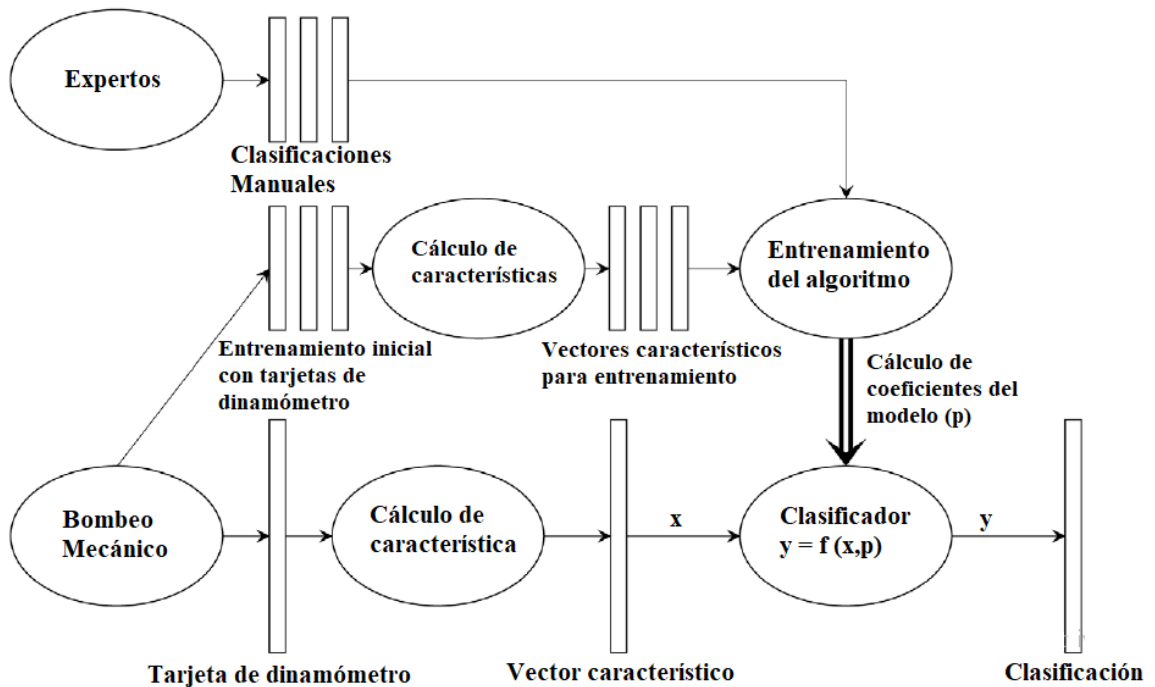 Expertos
Clasificaciones
Manuales
Cálculo de
características
Entrenamiento
del algoritmo
Entrenamiento inicial
con tarjetas de
dinamómetro
Vectores característicos
para entrenamiento
Cálculo de
coeficientes del
modelo (p)
Bombeo
Mecánico
Cálculo de
característica
x
Clasificador
y = f (x,p)
y
Tarjeta de dinamómetro
Vector característico
Clasificación